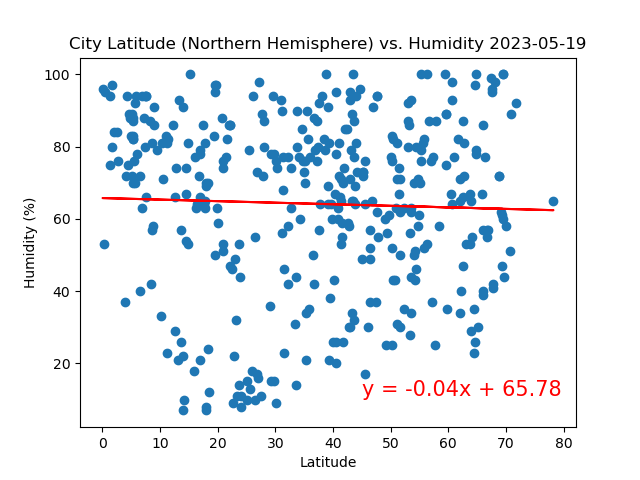 City Latitude (Northern Hemisphere) vs. Humidity 2023-05-19
Humidity (%)
100
80
60
40
20
y = -0.04x + 65.78
0 10 20 30 40 50 60 70 80
Latitude